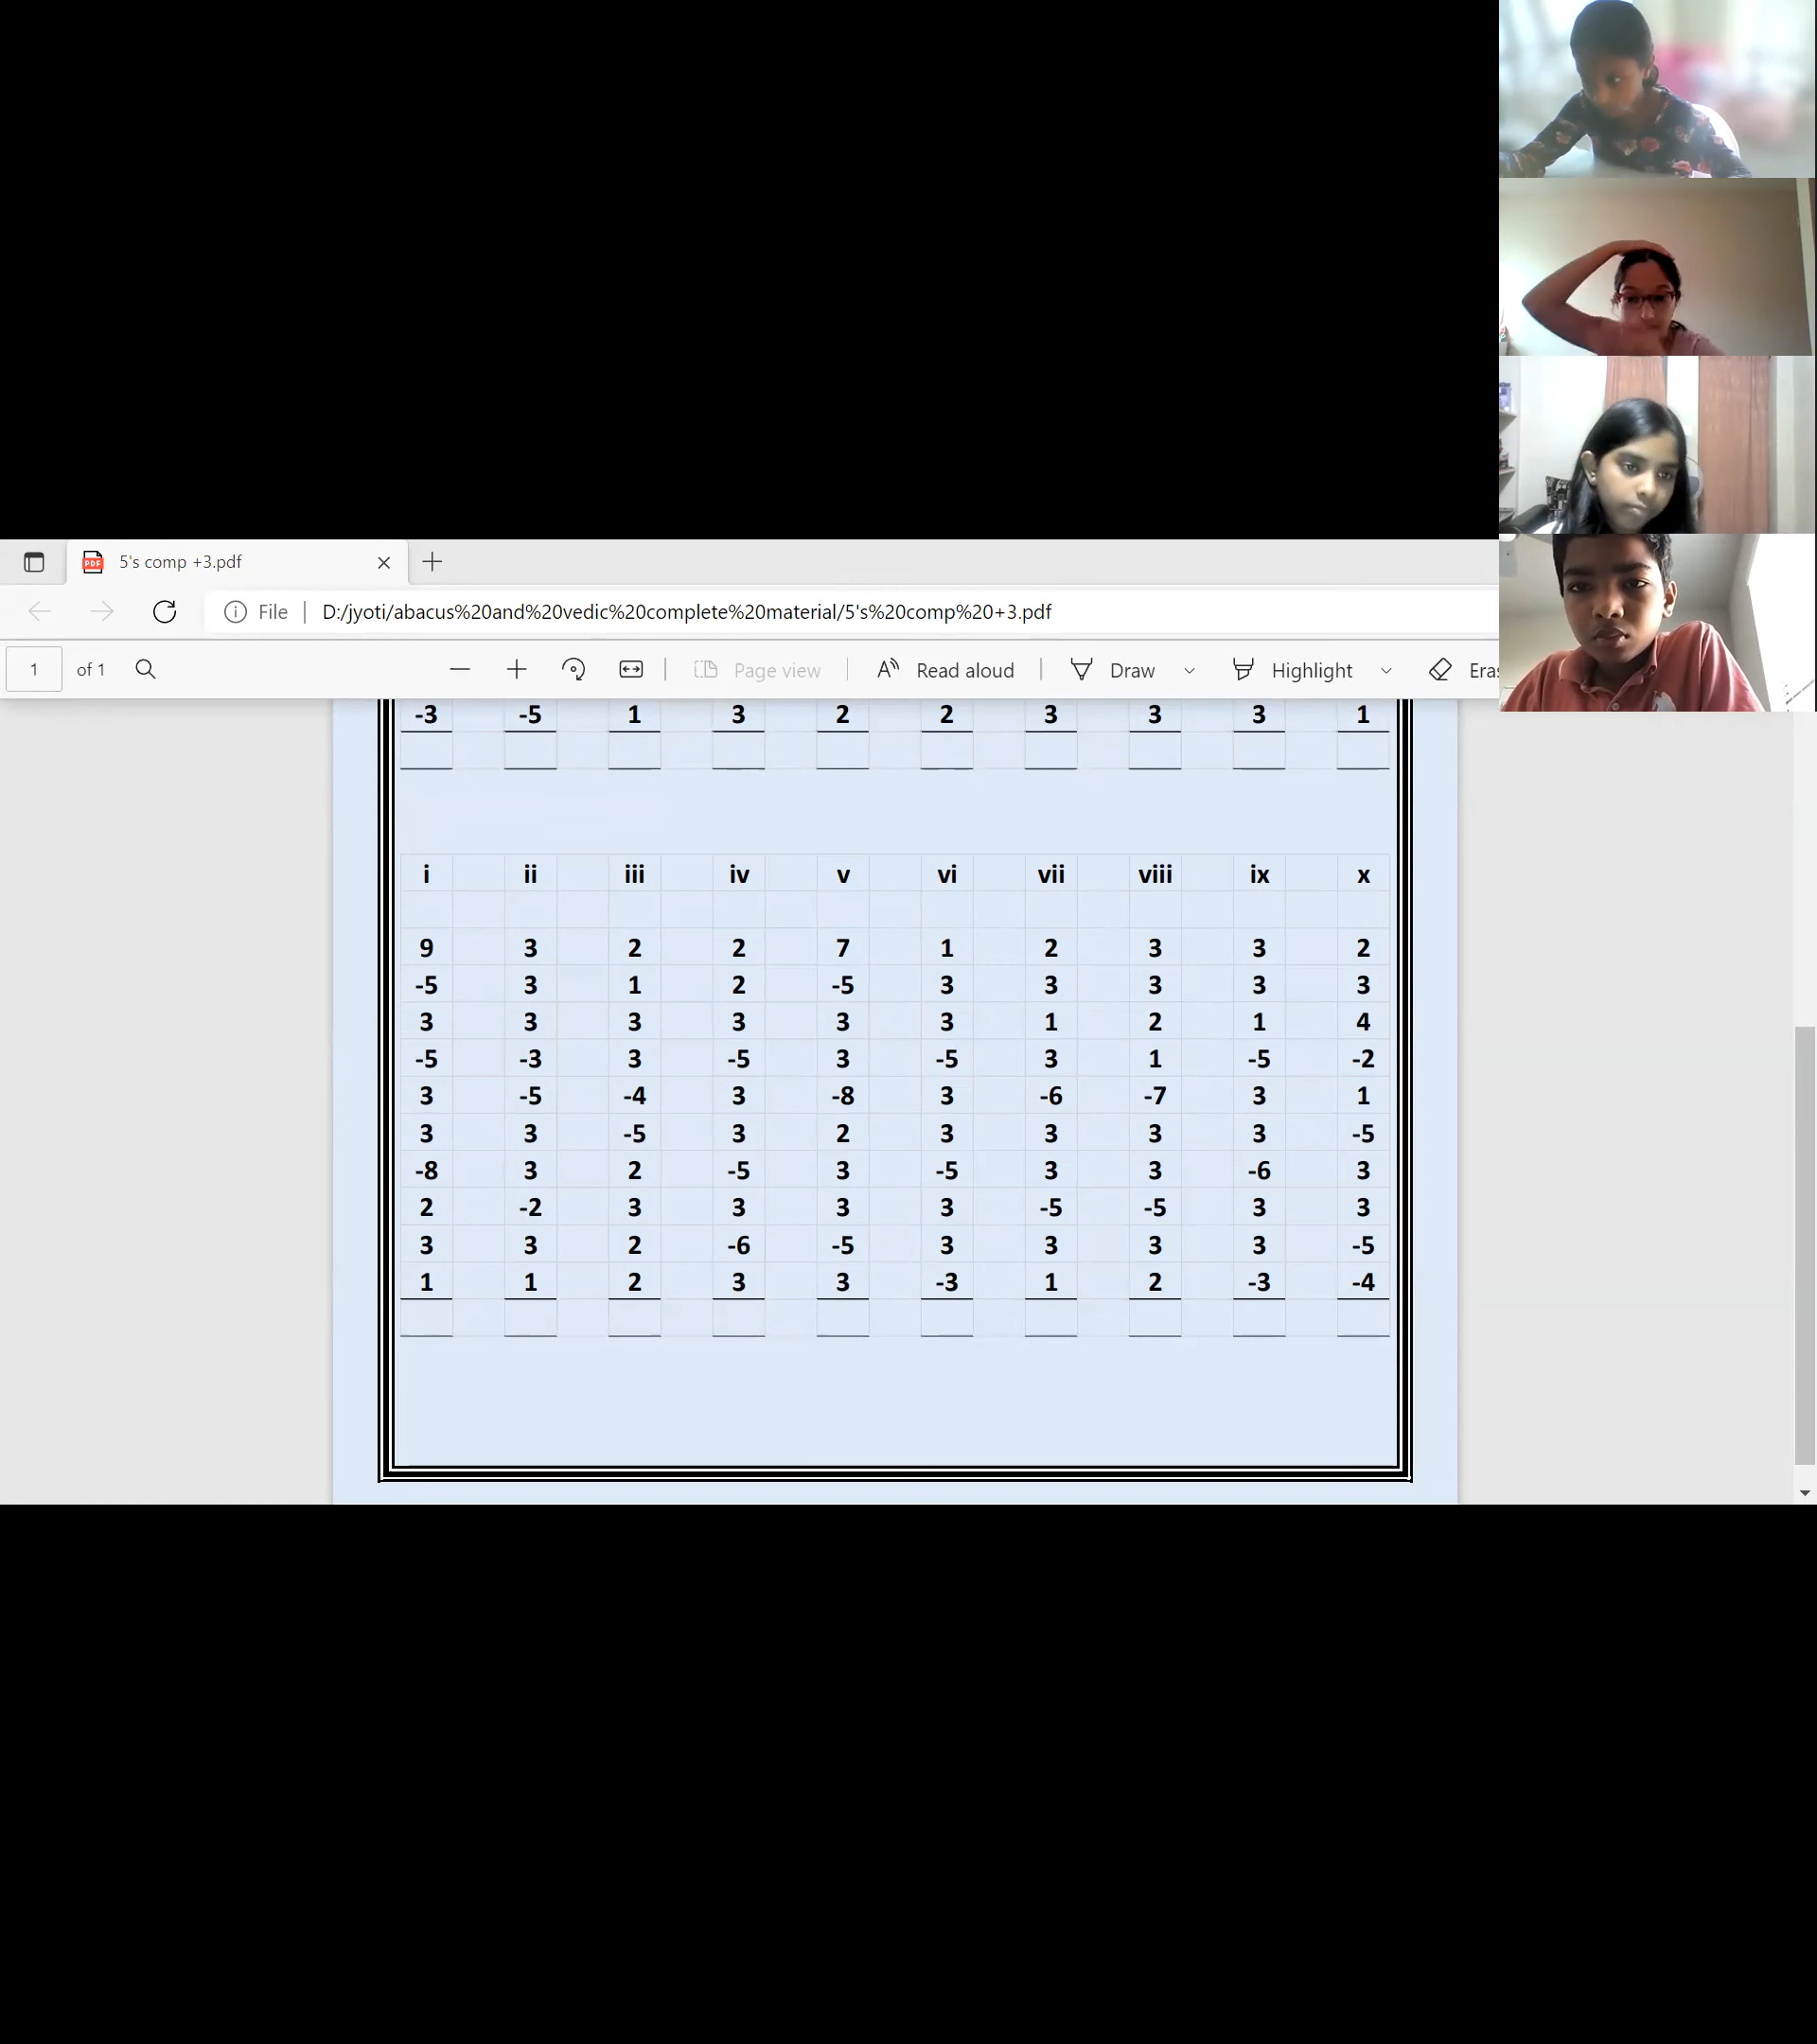 5's comp +3.pdf
File D:/jyoti/abacus%20and%20vedic%20complete%20material/5's%20comp%20+3.pdf
1 of 1 Page view Read aloud Draw Highlight Eras
-3 -5 1 3 2 2 3 3 3 1
i ii iii iv v vi vii viii ix x
9 3 2 2 7 1 2 3 3 2
-5 3 1 2 -5 3 3 3 3 3
3 3 3 3 3 3 1 2 1 4
-5 -3 3 -5 3 -5 3 1 -5 -2
3 -5 -4 3 -8 3 -6 -7 3 1
3 3 -5 3 2 3 3 3 3 -5
-8 3 2 -5 3 -5 3 3 -6 3
2 -2 3 3 3 3 -5 -5 3 3
3 3 2 -6 -5 3 3 3 3 -5
1 1 2 3 3 -3 1 2 -3 -4